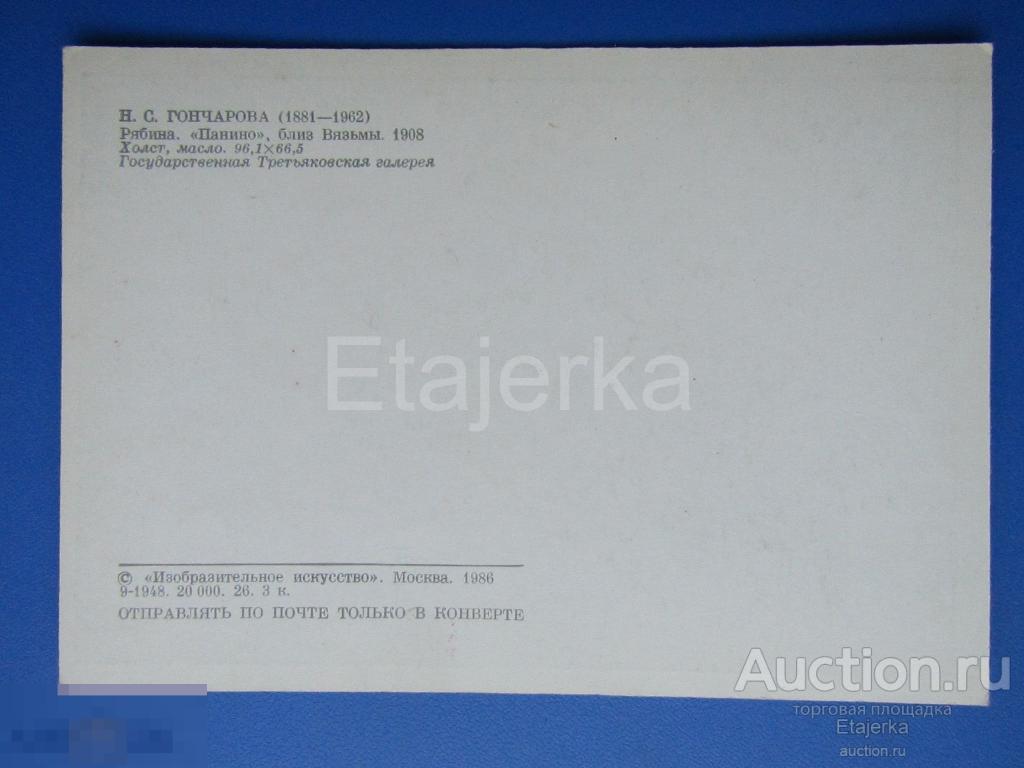 Н. С. ГОНЧАРОВА (1881—1962)
Рябина. «Панино», близ Вязьмы. 1908
Холст, масло. 96,1×66,5
Государственная Третьяковская галерея
Etajerka
© «Изобразительное искусство». Москва. 1986
9-1948. 20 000. 26. 3 к.
ОТПРАВЛЯТЬ ПО ПОЧТЕ ТОЛЬКО В КОНВЕРТЕ
Auction.ru
торговая площадка
Etajerka
auction.ru